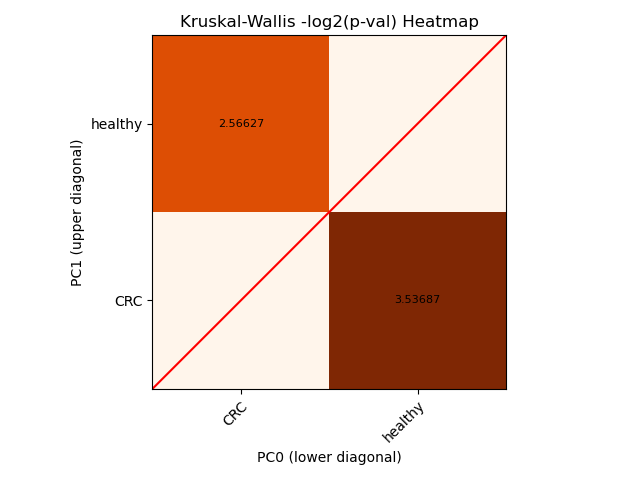 Kruskal-Wallis -log2(p-val) Heatmap
healthy
2.56627
PC1 (upper diagonal)
CRC
3.53687
CRC
healthy
PC0 (lower diagonal)